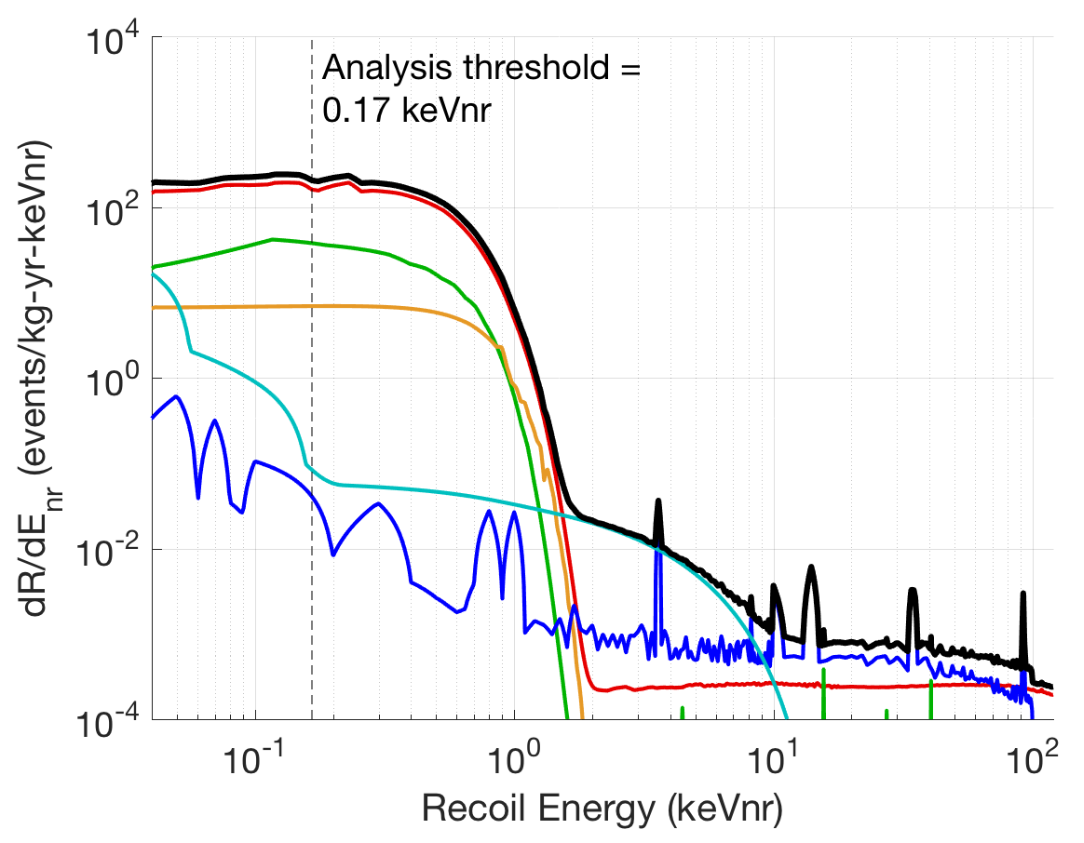 10^4
Analysis threshold =
0.17 keVnr
10^2
10^0
10^-2
10^-4
dR/dE_nr (events/kg-yr-keVnr)
10^-1 10^0 10^1 10^2
Recoil Energy (keVnr)